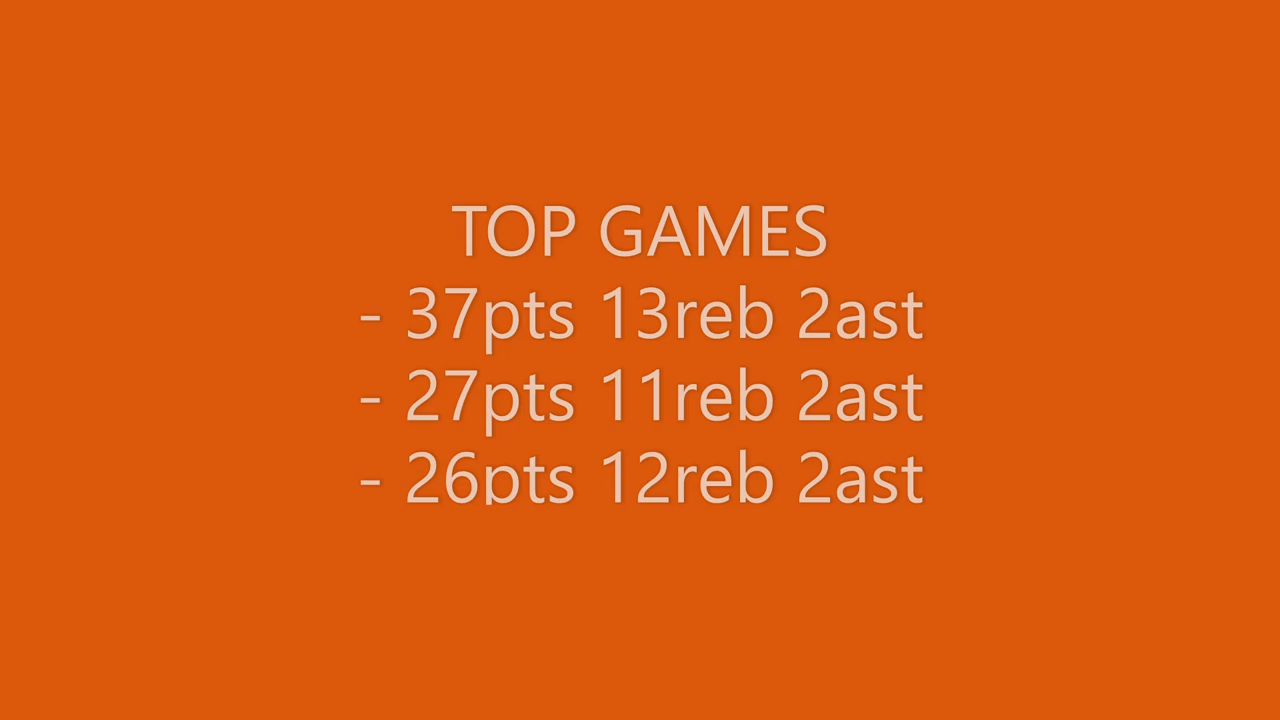 TOP GAMES
- 37pts 13reb 2ast
- 27pts 11reb 2ast
- 26pts 12reb 2ast